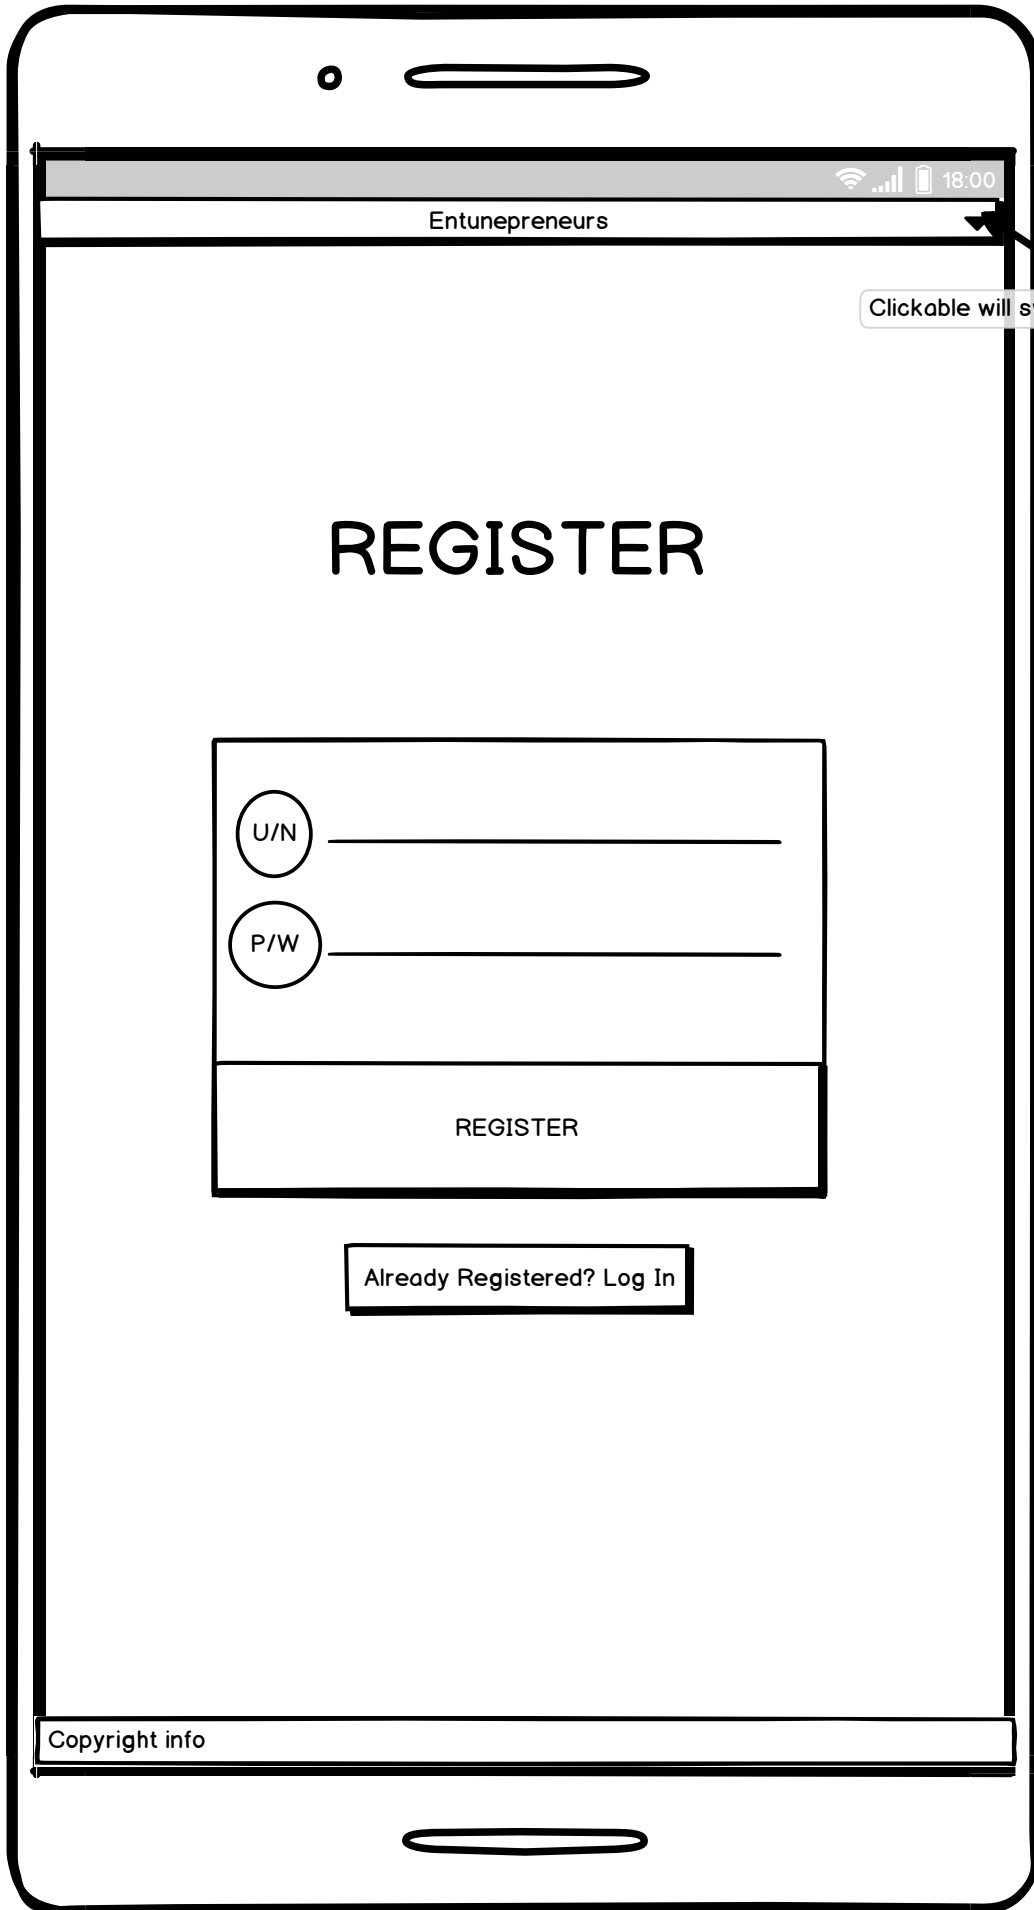 18:00
Entunepreneurs
Clickable will
REGISTER
U/N
P/W
REGISTER
Already Registered? Log In
Copyright info